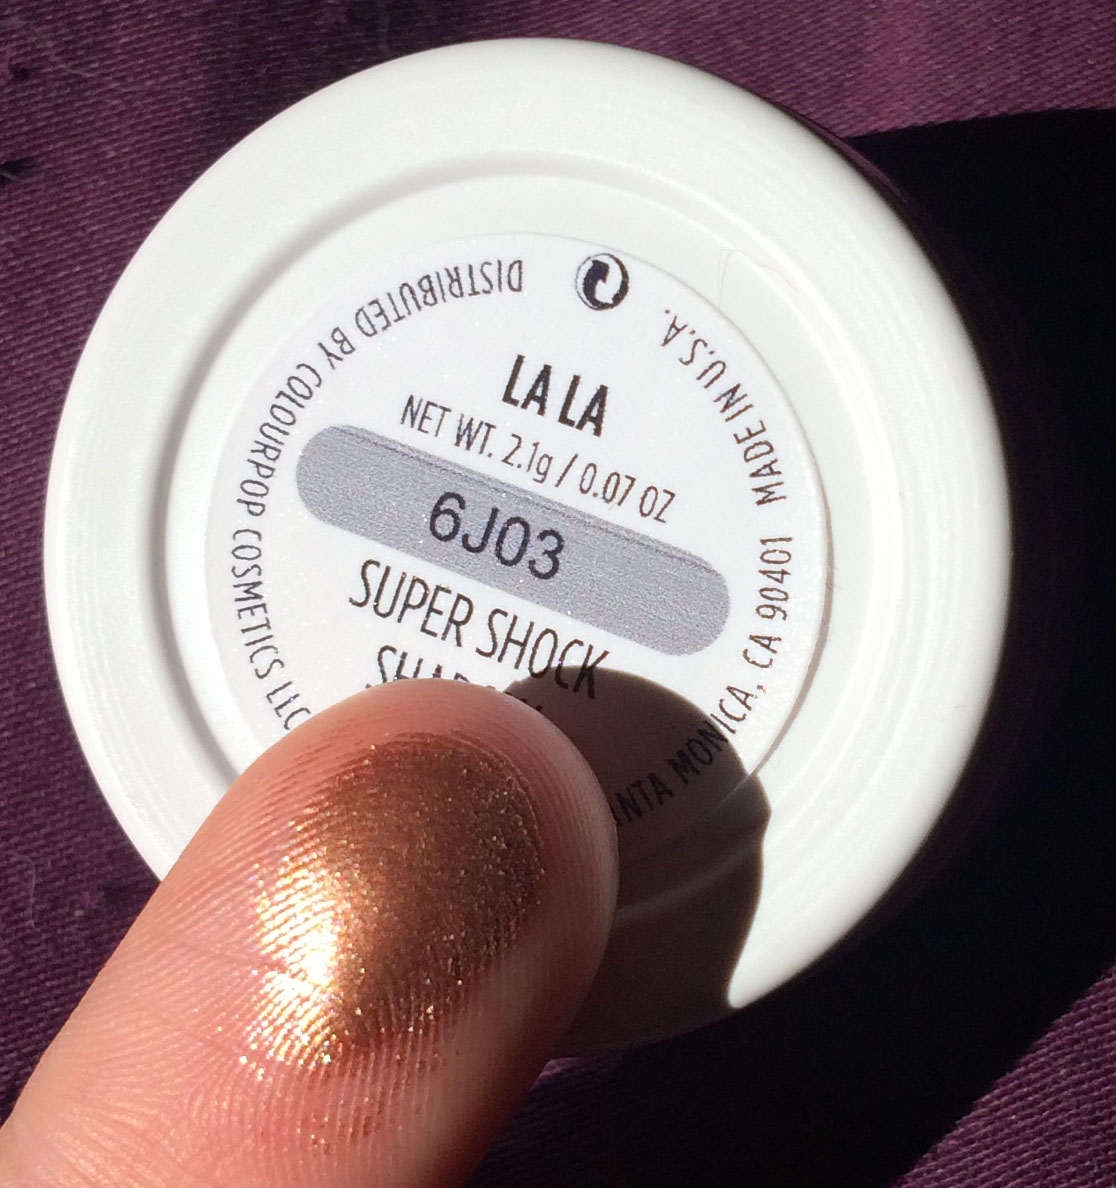 LA LA
NET WT. 2.1g / 0.07 OZ
6J03
SUPER SHOCK
DISTRIBUTED BY COLOURPOP COSMETICS LLC
MONICA, CA 90401 MADE IN U.S.A.